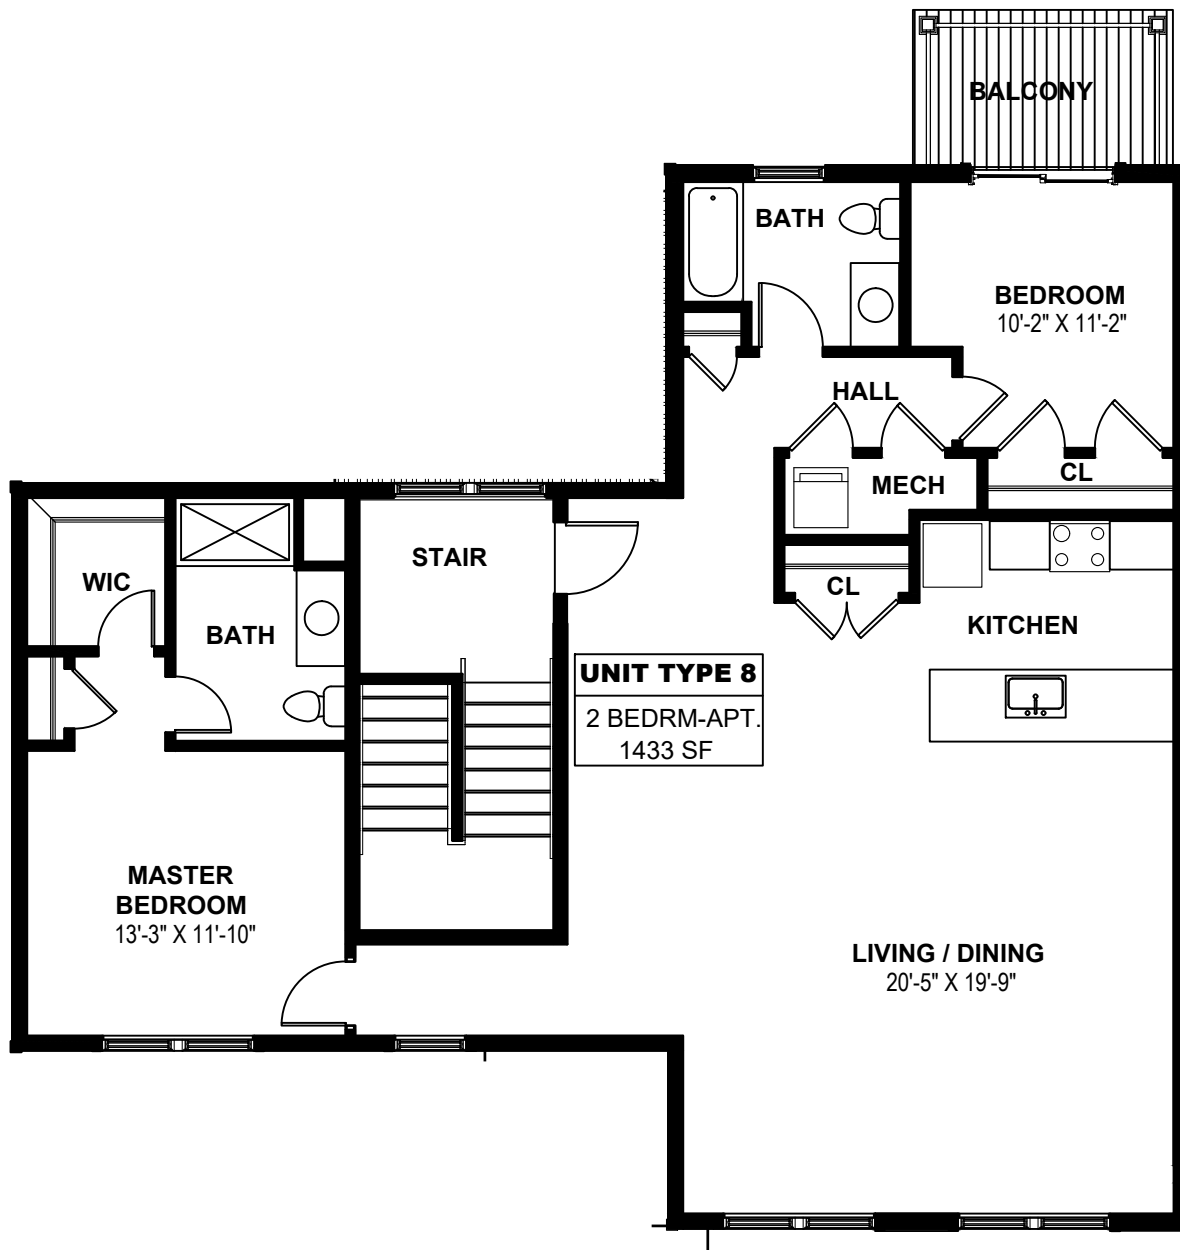 BALCONY
BATH
BEDROOM
10'-2" X 11'-2"
HALL
CL
MECH
STAIR
WIC
CL
BATH
KITCHEN
UNIT TYPE 8
2 BEDRM-APT.
1433 SF
MASTER
BEDROOM
13'-3" X 11'-10"
LIVING / DINING
20'-5" X 19'-9"